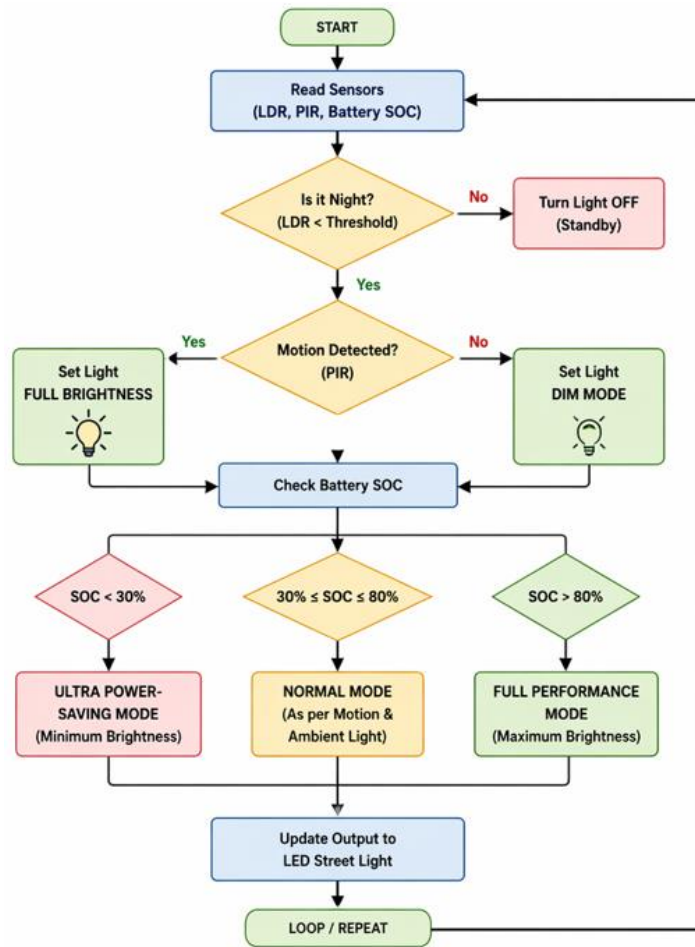 START
Read Sensors
(LDR, PIR, Battery SOC)
Is it Night?
(LDR < Threshold)
No
Turn Light OFF
(Standby)
Yes
Motion Detected?
(PIR)
Yes
No
Set Light
FULL BRIGHTNESS
Set Light
DIM MODE
Check Battery SOC
SOC < 30%
30% ≤ SOC ≤ 80%
SOC > 80%
ULTRA POWER-
SAVING MODE
(Minimum Brightness)
NORMAL MODE
(As per Motion &
Ambient Light)
FULL PERFORMANCE
MODE
(Maximum Brightness)
Update Output to
LED Street Light
LOOP / REPEAT